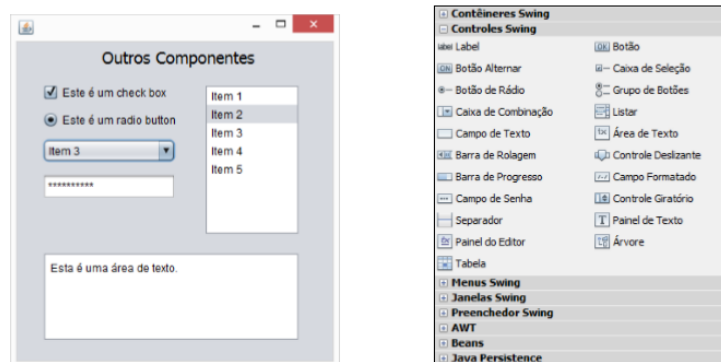 Outros Componentes
Este é um check box
Este é um radio button
Item 3
**********
Item 1
Item 2
Item 3
Item 4
Item 5
Esta é uma área de texto.
Contêineres Swing
Controles Swing
label Label
OK Botão
ON Botão Alternar
Caixa de Seleção
Botão de Rádio
Grupo de Botões
Caixa de Combinação
Listar
Campo de Texto
Área de Texto
Barra de Rolagem
Controle Deslizante
Barra de Progresso
Campo Formatado
Campo de Senha
Controle Giratório
Separador
T Painel de Texto
Painel do Editor
Árvore
Tabela
Menus Swing
Janelas Swing
Preenchedor Swing
AWT
Beans
Java Persistence